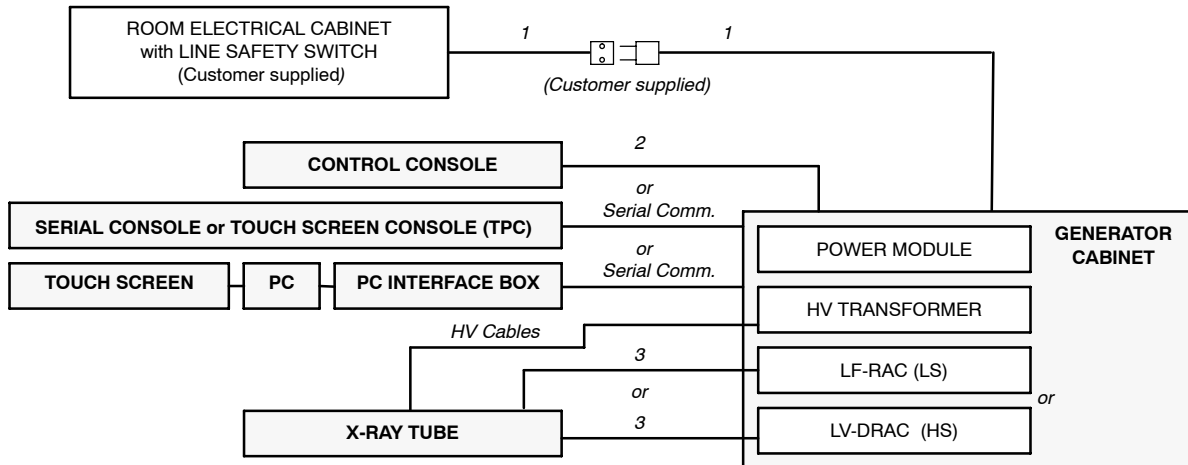 ROOM ELECTRICAL CABINET
with LINE SAFETY SWITCH
(Customer supplied)
1
1
(Customer supplied)
2
CONTROL CONSOLE
or
Serial Comm.
SERIAL CONSOLE or TOUCH SCREEN CONSOLE (TPC)
or
Serial Comm.
TOUCH SCREEN
PC
PC INTERFACE BOX
GENERATOR
CABINET
POWER MODULE
HV TRANSFORMER
HV Cables
3
LF-RAC (LS)
or
or
3
X-RAY TUBE
LV-DRAC (HS)